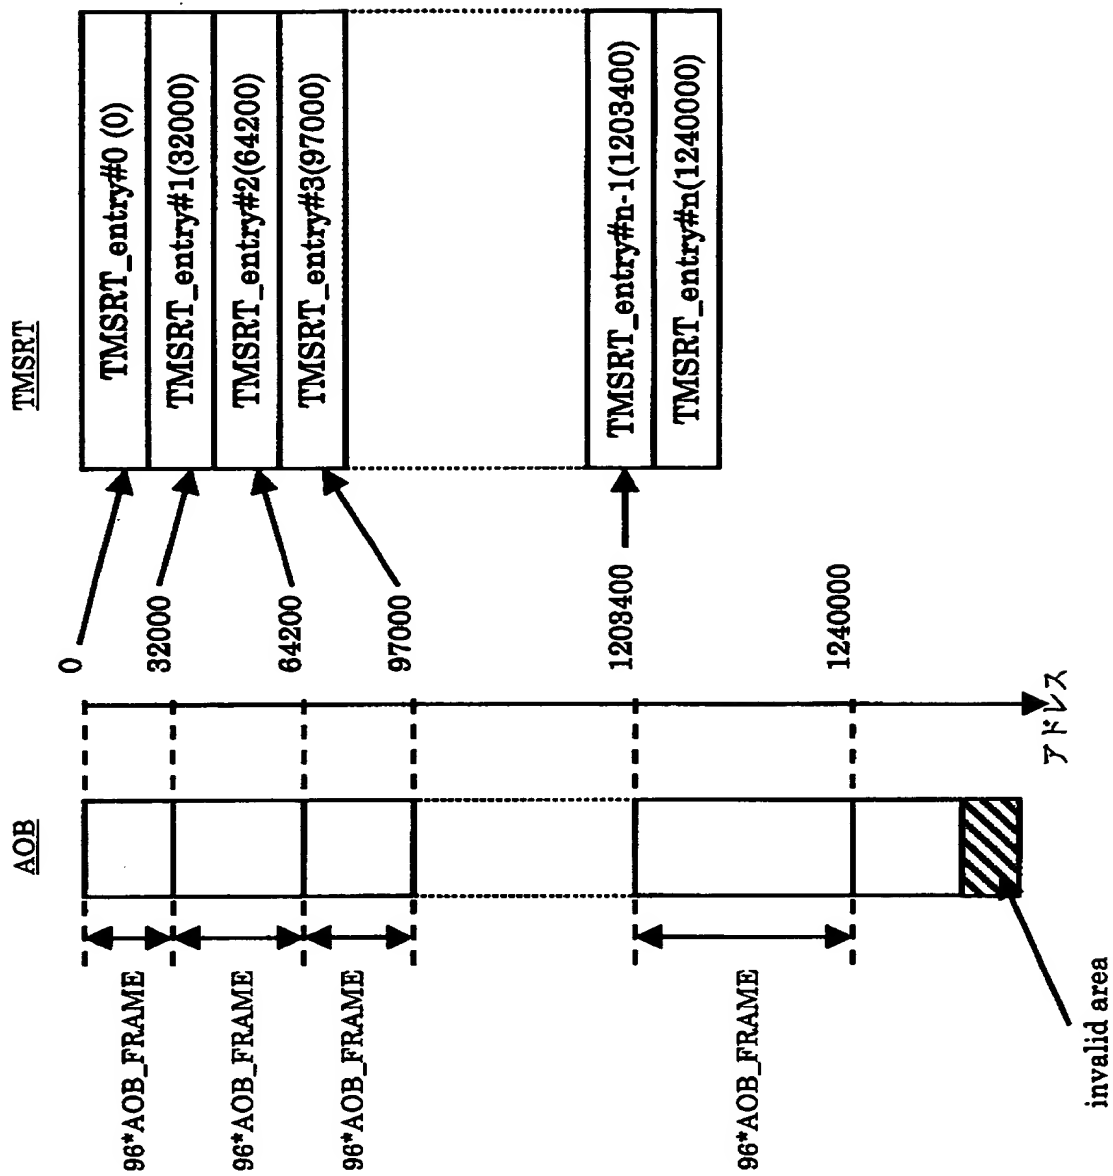 TMSRT
TMSRT_entry#0 (0)
TMSRT_entry#1(32000)
TMSRT_entry#2(64200)
TMSRT_entry#3(97000)
TMSRT_entry#n-1(1203400)
TMSRT_entry#n(1240000)
0
32000
64200
97000
1203400
1240000
アドレス
AOB
96*AOB_FRAME
96*AOB_FRAME
96*AOB_FRAME
96*AOB_FRAME
invalid area